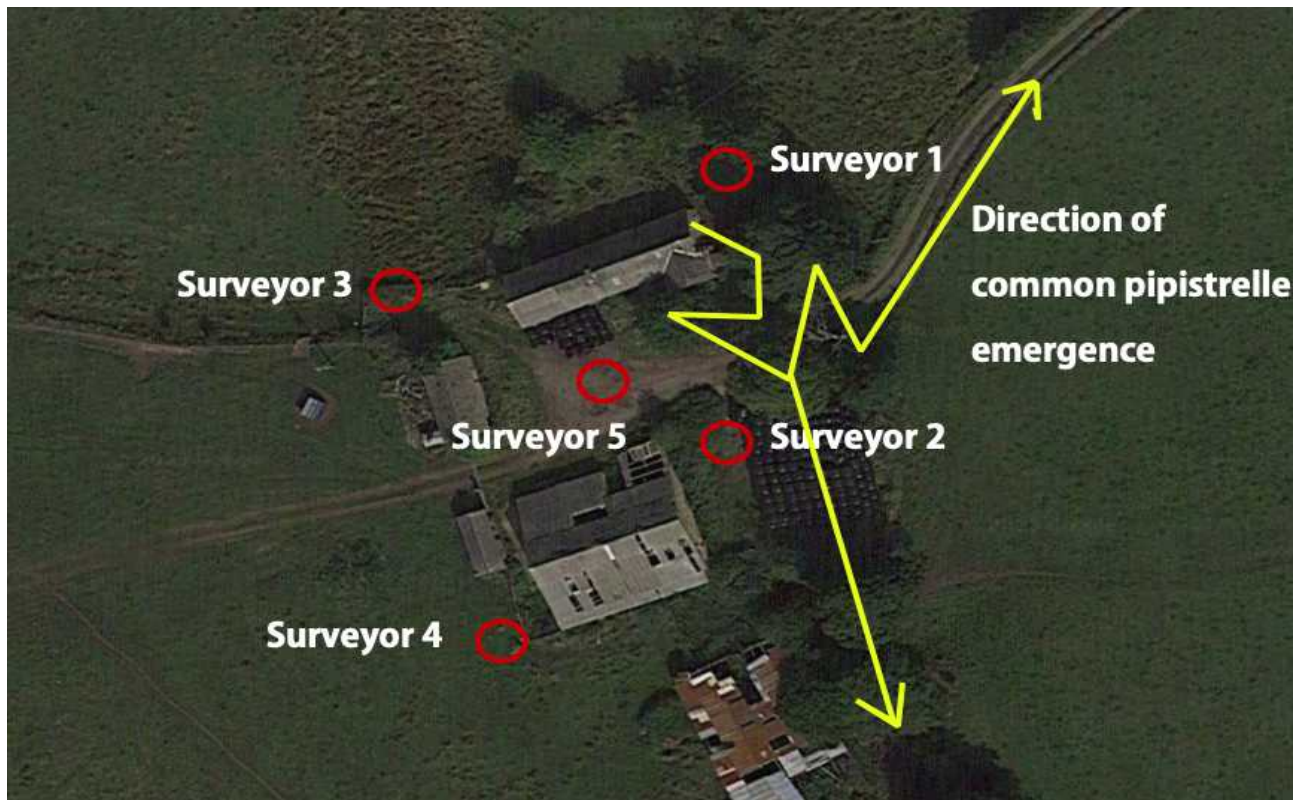 Surveyor 1
Direction of
common pipistrelle
emergence
Surveyor 3
Surveyor 5
Surveyor 2
Surveyor 4